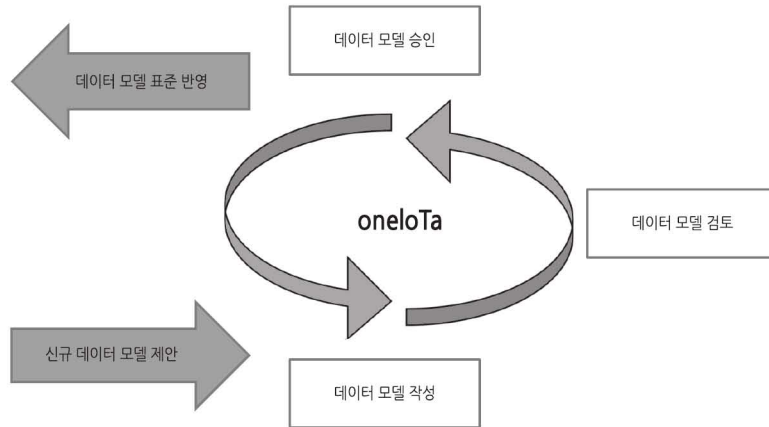 데이터 모델 승인
데이터 모델 표준 반영
oneIoTa
데이터 모델 검토
신규 데이터 모델 제안
데이터 모델 작성